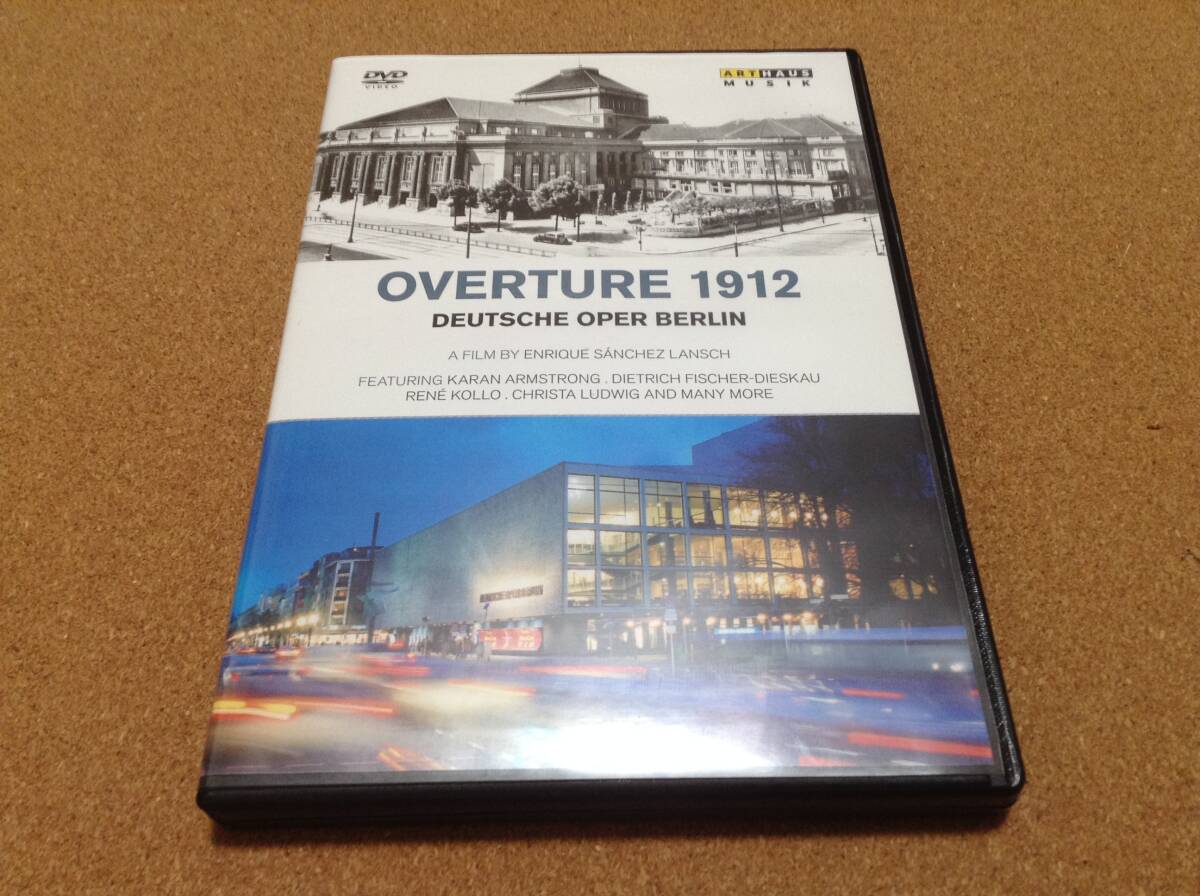 DVD
VIDEO
ARTHAUS
MUSIK
OVERTURE 1912
DEUTSCHE OPER BERLIN
A FILM BY ENRIQUE SÁNCHEZ LANSCH
FEATURING KARAN ARMSTRONG . DIETRICH FISCHER-DIESKAU
RENÉ KOLLO . CHRISTA LUDWIG AND MANY MORE